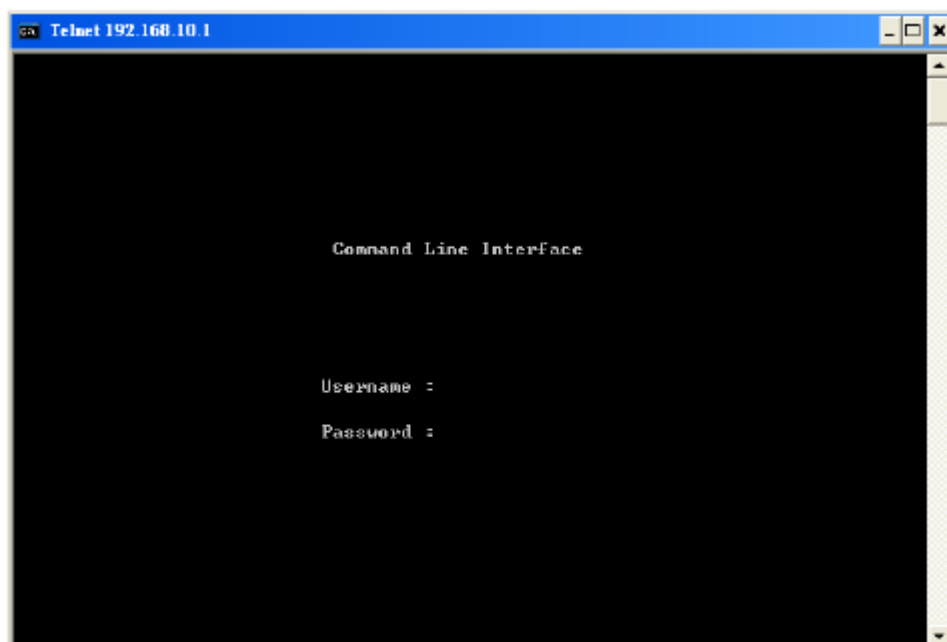 Telnet 192.168.10.1
Command Line Interface
Username :
Password :